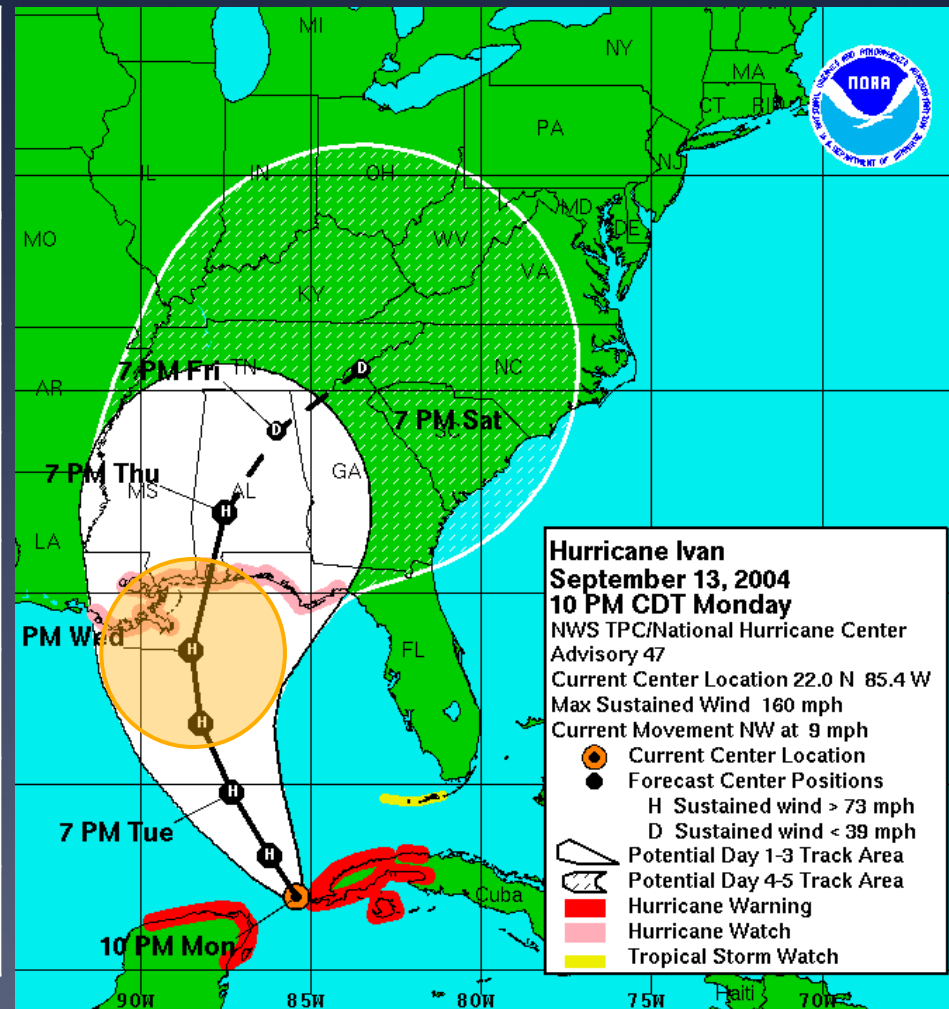 MI
NY
MA
CT
RI
PA
NJ
IL
IN
OH
MD
DE
MO
WV
VA
KY
7 PM Fri
TN
NC
AR
7 PM Sat
SC
7 PM Thu
GA
MS
AL
LA
PM Wed
FL
7 PM Tue
Cuba
10 PM Mon
Haiti
90W
85W
80W
75W
70W
NOAA
Hurricane Ivan
September 13, 2004
10 PM CDT Monday
NWS TPC/National Hurricane Center
Advisory 47
Current Center Location 22.0 N 85.4 W
Max Sustained Wind 160 mph
Current Movement NW at 9 mph
Current Center Location
Forecast Center Positions
H Sustained wind > 73 mph
D Sustained wind < 39 mph
Potential Day 1-3 Track Area
Potential Day 4-5 Track Area
Hurricane Warning
Hurricane Watch
Tropical Storm Watch
H
H
H
H
H
D
D